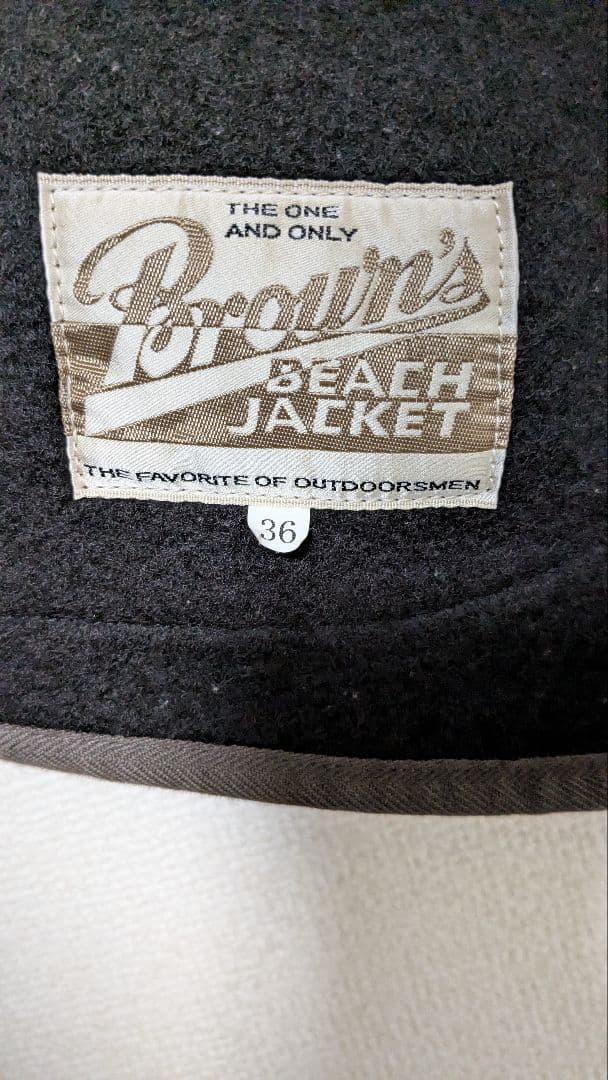 THE ONE
AND ONLY
Brown's
BEACH
JACKET
THE FAVORITE OF OUTDOORSMEN
36